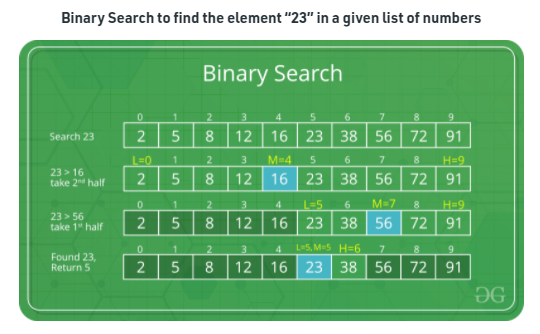 Binary Search to find the element “23” in a given list of numbers
Binary Search
0 1 2 3 4 5 6 7 8 9
Search 23 2 5 8 12 16 23 38 56 72 91
L=0 1 2 3 M=4 5 6 7 8 H=9
23 > 16
take 2nd half 2 5 8 12 16 23 38 56 72 91
0 1 2 3 4 L=5 6 M=7 8 H=9
23 > 56
take 1st half 2 5 8 12 16 23 38 56 72 91
0 1 2 3 4 L=5, M=5 H=6 7 8 9
Found 23,
Return 5 2 5 8 12 16 23 38 56 72 91